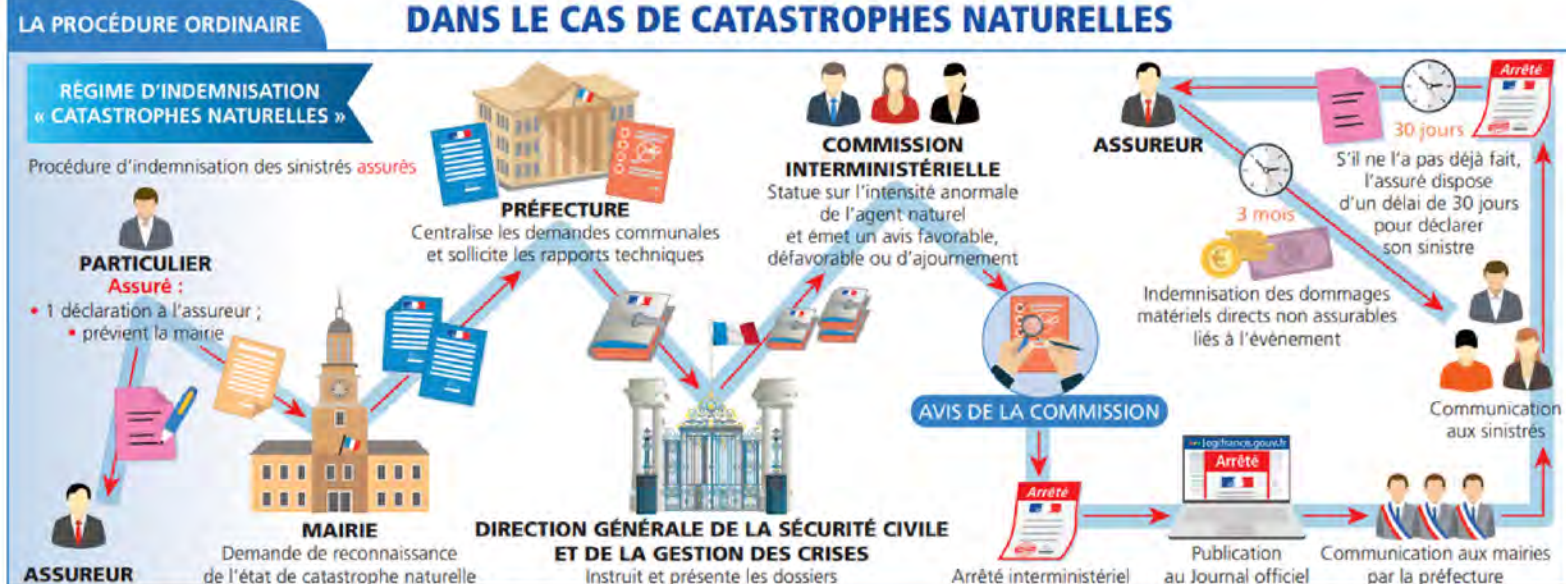 LA PROCÉDURE ORDINAIRE
DANS LE CAS DE CATASTROPHES NATURELLES
RÉGIME D'INDEMNISATION
« CATASTROPHES NATURELLES »
Procédure d'indemnisation des sinistrés assurés
PARTICULIER
Assuré :
• 1 déclaration à l'assureur ;
• prévient la mairie
ASSUREUR
MAIRIE
Demande de reconnaissance
de l'état de catastrophe naturelle
PRÉFECTURE
Centralise les demandes communales
et sollicite les rapports techniques
DIRECTION GÉNÉRALE DE LA SÉCURITÉ CIVILE
ET DE LA GESTION DES CRISES
Instruit et présente les dossiers
COMMISSION
INTERMINISTÉRIELLE
Statue sur l'intensité anormale
de l'agent naturel
et émet un avis favorable,
défavorable ou d'ajournement
AVIS DE LA COMMISSION
Arrêté
Arrêté interministériel
legifrancis.gouv.fr
Arrêté
Publication
au Journal officiel
Communication aux mairies
par la préfecture
Arrêté
30 jours
S'il ne l'a pas déjà fait,
l'assuré dispose
d'un délai de 30 jours
pour déclarer
son sinistre
ASSUREUR
3 mois
Indemnisation des dommages
matériels directs non assurables
liés à l'évènement
Communication
aux sinistrés